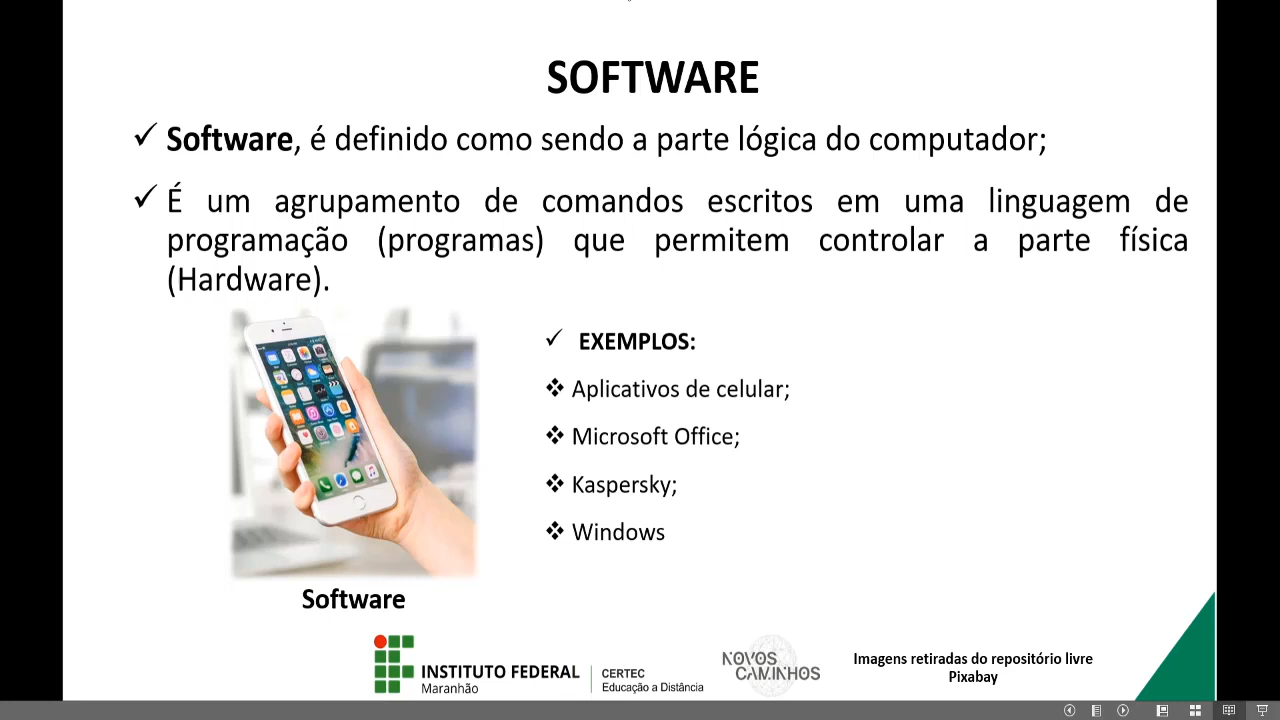 SOFTWARE
Software, é definido como sendo a parte lógica do computador;
É um agrupamento de comandos escritos em uma linguagem de
programação (programas) que permitem controlar a parte física
(Hardware).
EXEMPLOS:
Aplicativos de celular;
Microsoft Office;
Kaspersky;
Windows
Software
INSTITUTO FEDERAL
Maranhão
CERTEC
Educação a Distância
NOVOS
CAMINHOS
Imagens retiradas do repositório livre
Pixabay